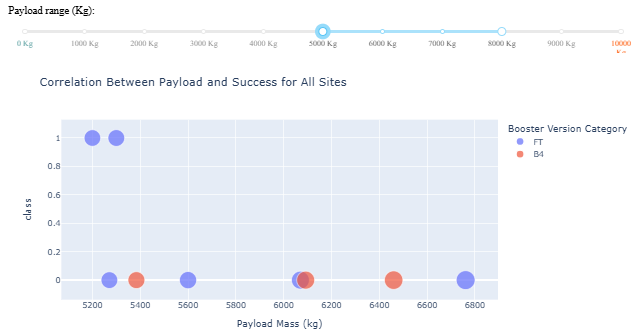 Payload range (Kg):
0 Kg 1000 Kg 2000 Kg 3000 Kg 4000 Kg 5000 Kg 6000 Kg 7000 Kg 8000 Kg 9000 Kg 10000
Correlation Between Payload and Success for All Sites
Booster Version Category
FT
B4
1
0.8
0.6
0.4
0.2
0
class
5200 5400 5600 5800 6000 6200 6400 6600 6800
Payload Mass (kg)